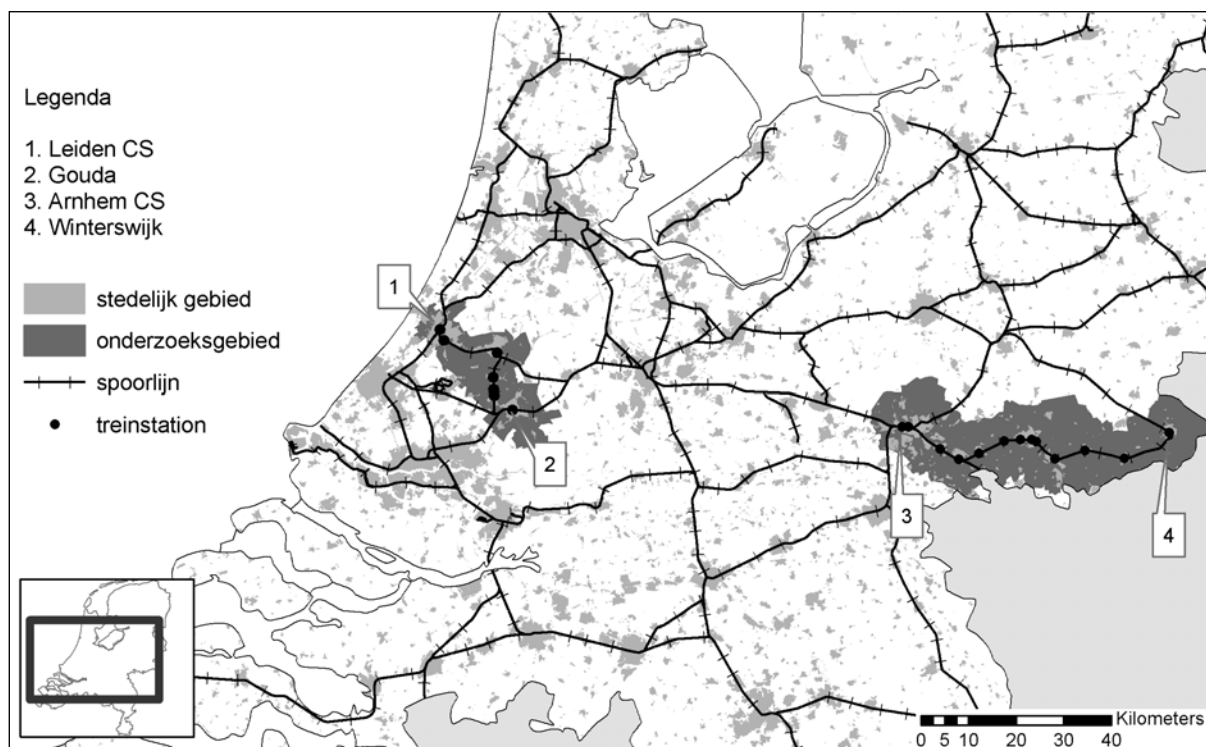 Legenda
1. Leiden CS
2. Gouda
3. Arnhem CS
4. Winterswijk
stedelijk gebied
onderzoeksgebied
spoorlijn
treinstation
1
2
3
4
Kilometers
0 5 10 20 30 40